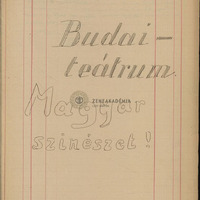 Budai-
teátrum.
Magyar
ZENEAKADÉMIA
szinészet!